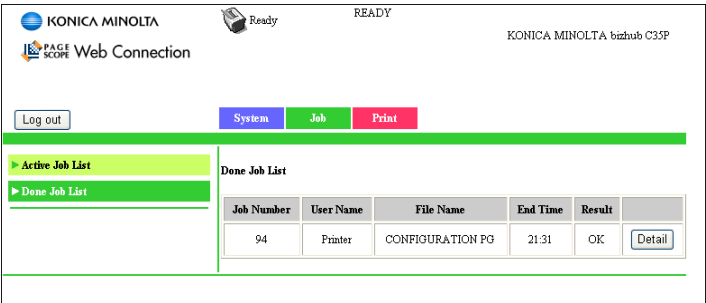 KONICA MINOLTA
Ready
READY
KONICA MINOLTA bizhub C35P
PAGE SCOPE Web Connection
Log out
System Job Print
Active Job List
Done Job List
Done Job List
Job Number User Name File Name End Time Result
94 Printer CONFIGURATION PG 21:31 OK Detail